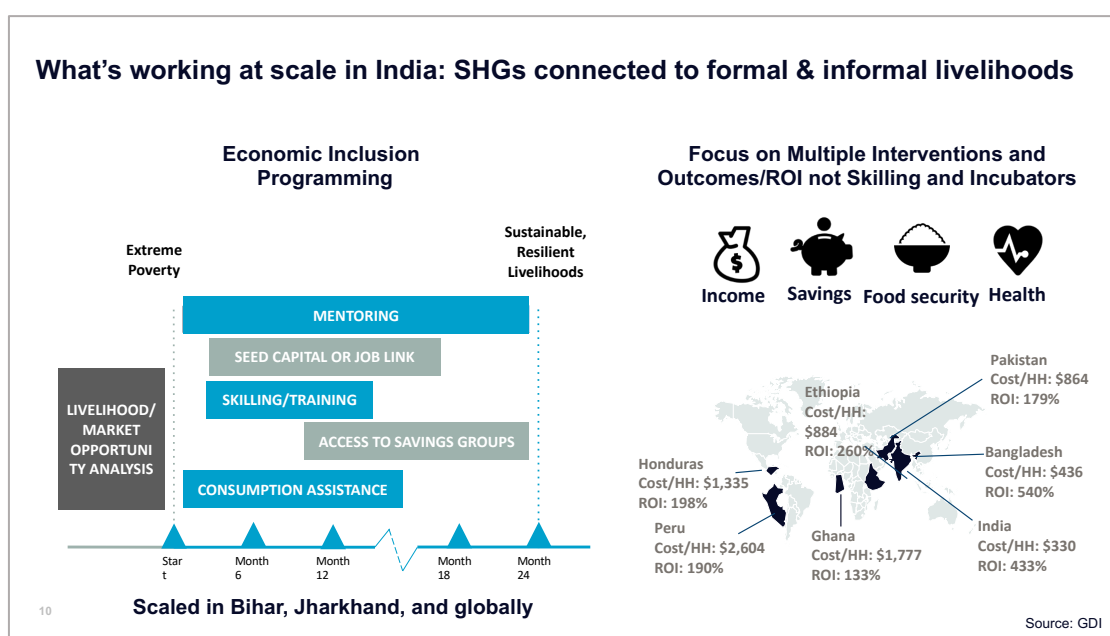 What's working at scale in India: SHGs connected to formal & informal livelihoods
Economic Inclusion
Programming
Extreme
Poverty
Sustainable,
Resilient
Livelihoods
MENTORING
SEED CAPITAL OR JOB LINK
SKILLING/TRAINING
ACCESS TO SAVINGS GROUPS
CONSUMPTION ASSISTANCE
LIVELIHOOD/
MARKET
OPPORTUNI
TY ANALYSIS
Star
t
Month
6
Month
12
Month
18
Month
24
Scaled in Bihar, Jharkhand, and globally
Focus on Multiple Interventions and
Outcomes/ROI not Skilling and Incubators
$
Income
Savings
Food security
Health
Pakistan
Cost/HH: $864
ROI: 179%
Ethiopia
Cost/HH:
$884
ROI: 260%
Bangladesh
Cost/HH: $436
ROI: 540%
Honduras
Cost/HH: $1,335
ROI: 198%
India
Cost/HH: $330
ROI: 433%
Peru
Cost/HH: $2,604
ROI: 190%
Ghana
Cost/HH: $1,777
ROI: 133%
10
Source: GDI